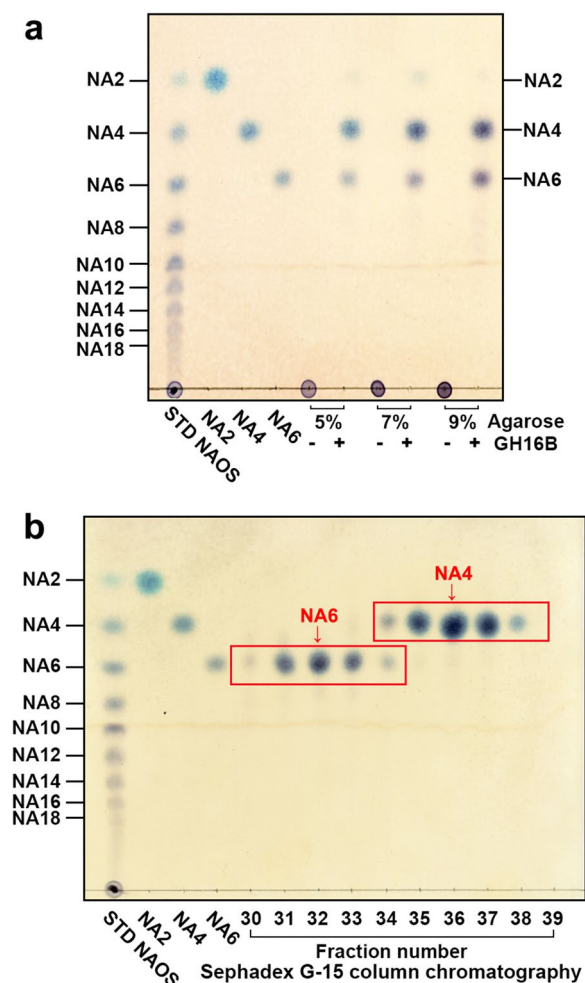 a
NA2
NA4
NA6
NA8
NA10
NA12
NA14
NA16
NA18
NA2
NA4
NA6
STD NAOS
NA2
NA4
NA6
5% 7% 9% Agarose
- + - + - + GH16B
b
NA2
NA4
NA6
NA8
NA10
NA12
NA14
NA16
NA18
NA6
NA4
STD NAOS
NA2
NA4
NA6
30 31 32 33 34 35 36 37 38 39
Fraction number
Sephadex G-15 column chromatography